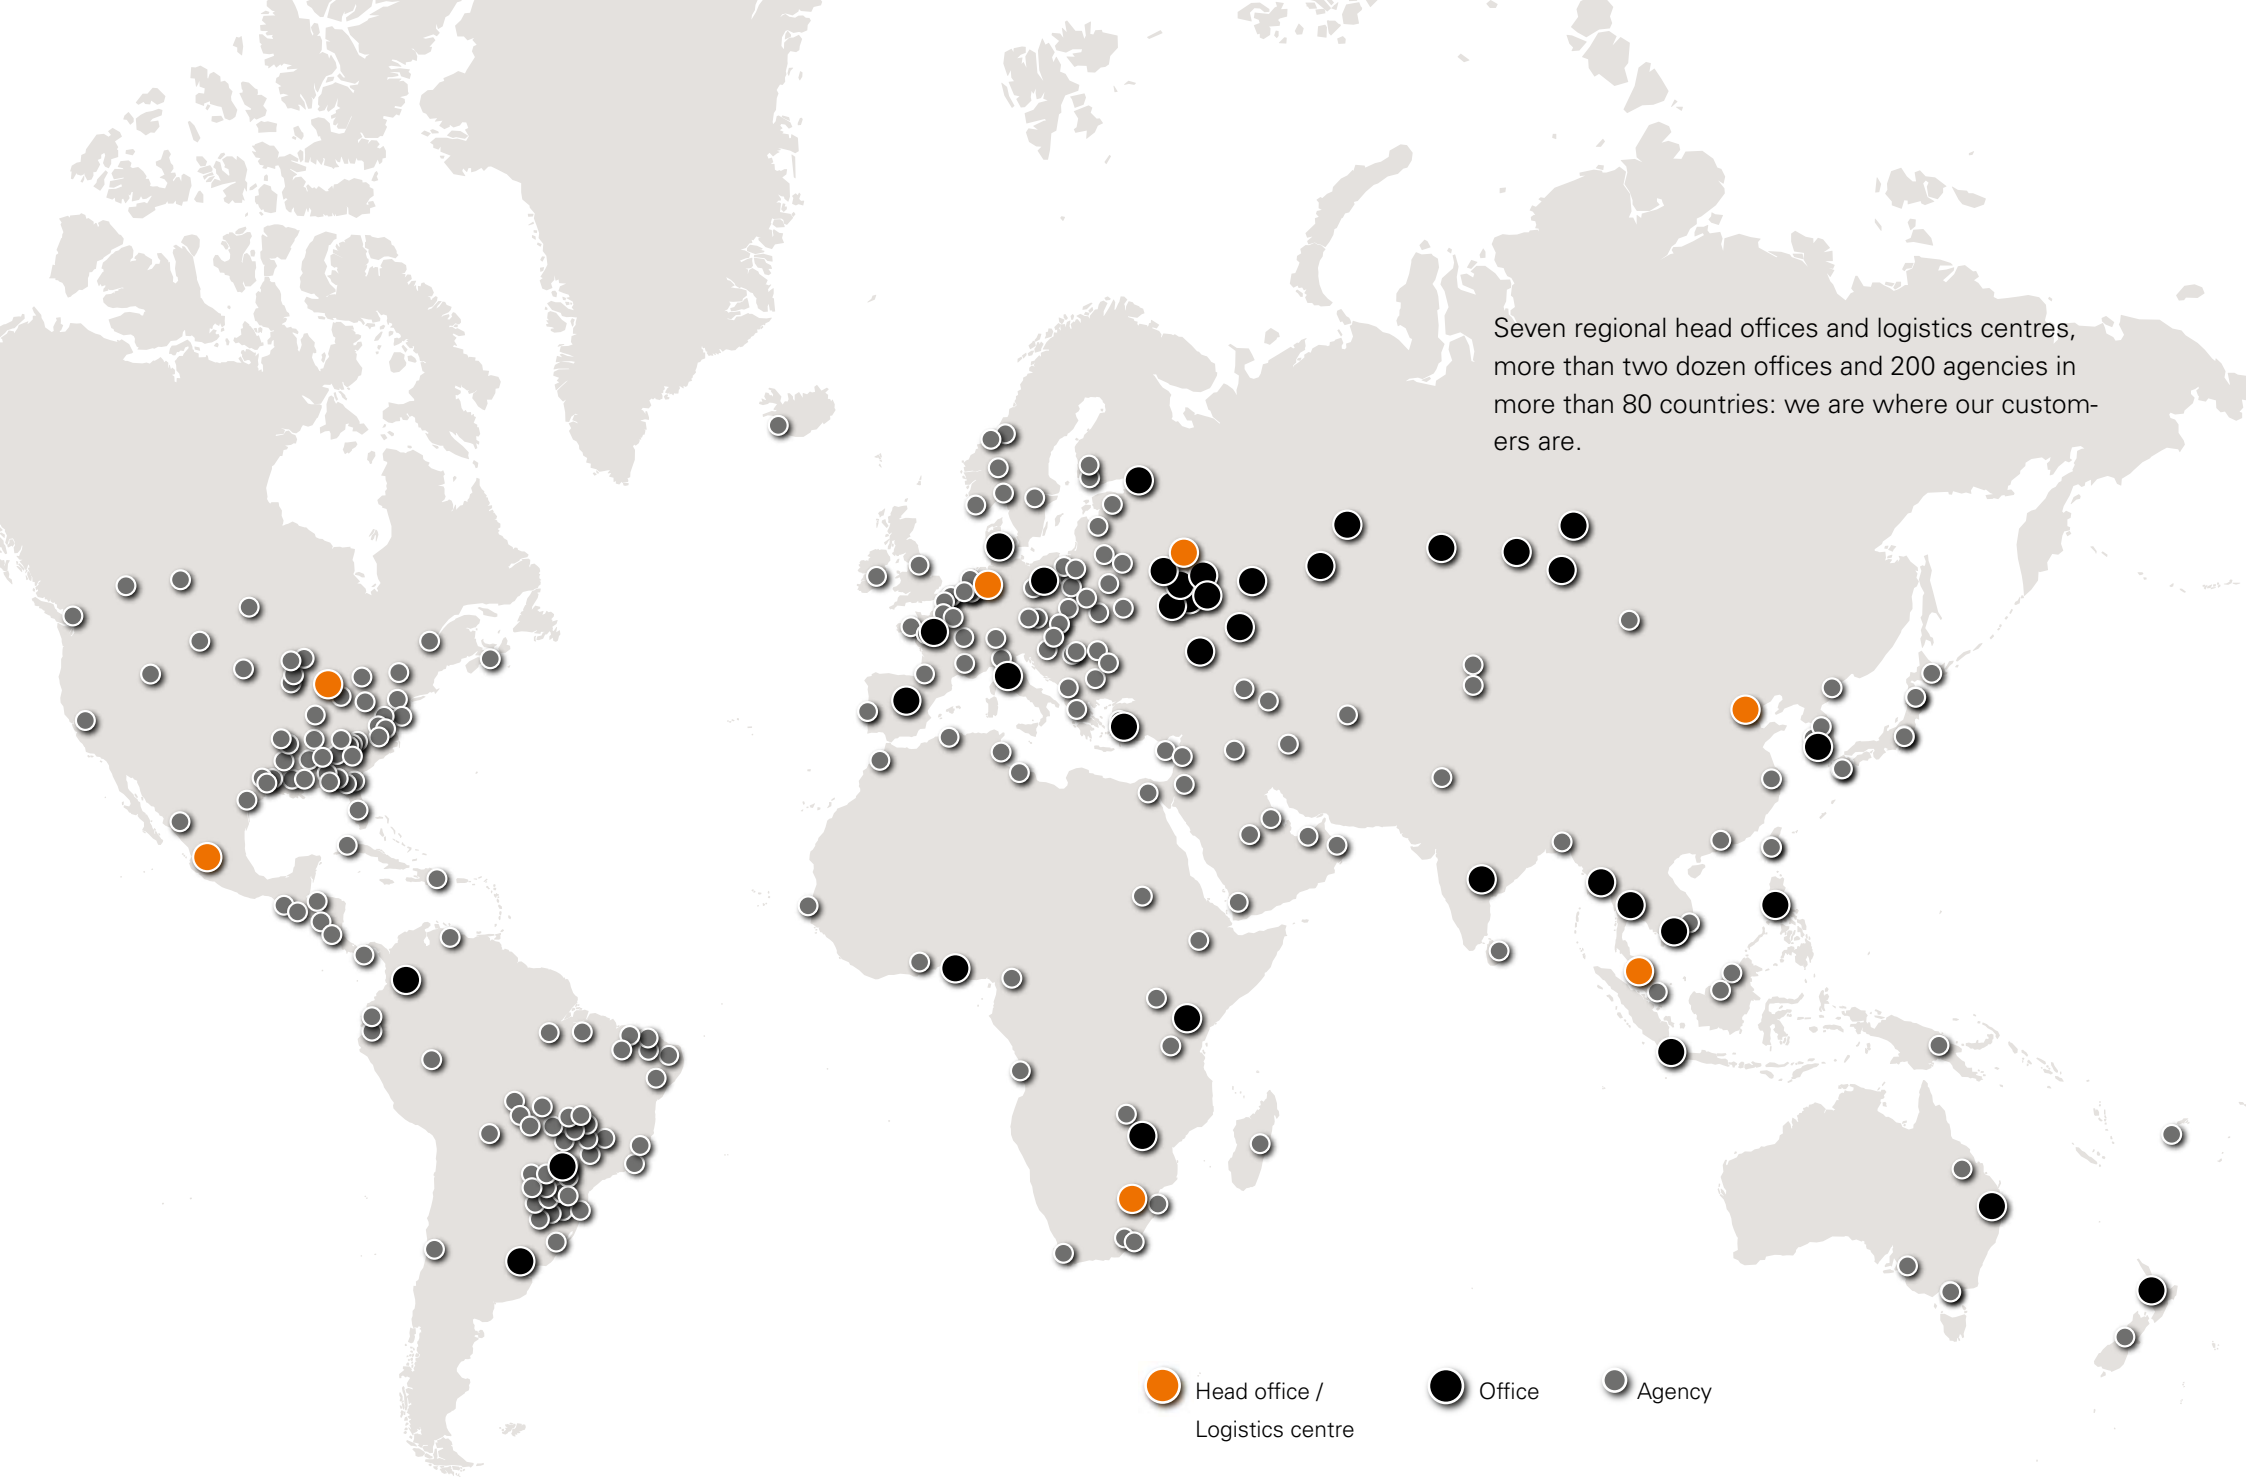 Seven regional head offices and logistics centres,
more than two dozen offices and 200 agencies in
more than 80 countries: we are where our custom-
ers are.
Head office /
Logistics centre
Office
Agency